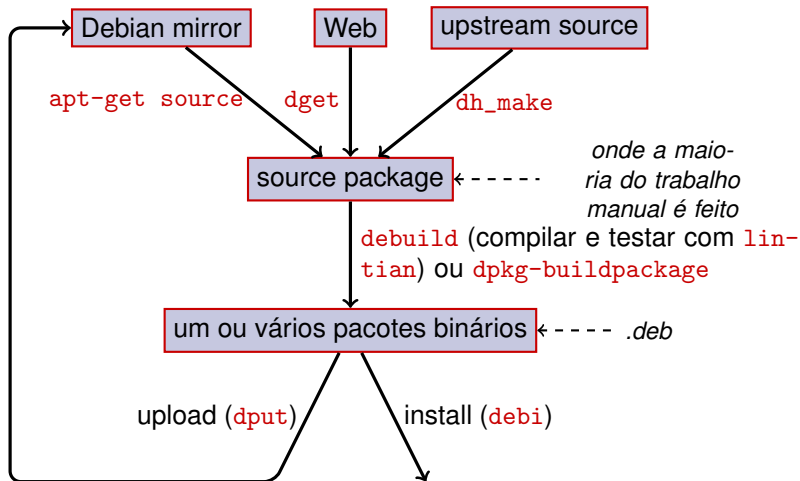 Debian mirror
Web
upstream source
apt-get source
dget
dh_make
source package
onde a maio-
ria do trabalho
manual é feito
debuild (compilar e testar com lin-
tian) ou dpkg-buildpackage
um ou vários pacotes binários
.deb
upload (dput)
install (debi)